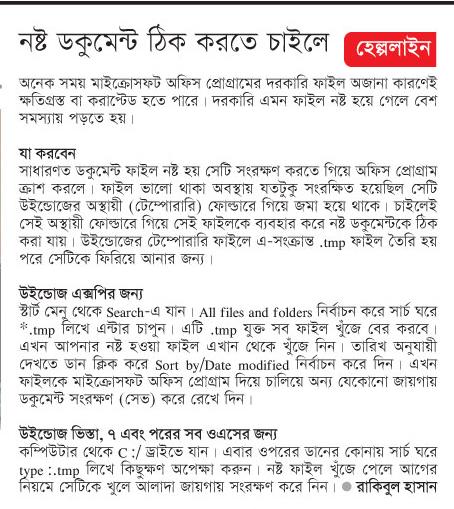 নষ্ট ডকুমেন্ট ঠিক করতে চাইলে
হেল্পলাইন
অনেক সময় মাইক্রোসফট অফিস প্রোগ্রামের দরকারি ফাইল অজানা কারণেই
ক্ষতিগ্রস্ত বা করাপ্টেড হতে পারে। দরকারি এমন ফাইল নষ্ট হয়ে গেলে বেশ
সমস্যায় পড়তে হয়।
যা করবেন
সাধারণত ডকুমেন্ট ফাইল নষ্ট হয় সেটি সংরক্ষণ করতে গিয়ে অফিস প্রোগ্রাম
ক্রাশ করলে। ফাইল ভালো থাকা অবস্থায় যতটুকু সংরক্ষিত হয়েছিল সেটি
উইন্ডোজের অস্থায়ী (টেম্পোরারি) ফোল্ডারে গিয়ে জমা হয়ে থাকে। চাইলেই
সেই অস্থায়ী ফোল্ডারে গিয়ে সেই ফাইলকে ব্যবহার করে নষ্ট ডকুমেন্টকে ঠিক
করা যায়। উইন্ডোজের টেম্পোরারি ফাইলে এ-সংক্রান্ত .tmp ফাইল তৈরি হয়
পরে সেটিকে ফিরিয়ে আনার জন্য।
উইন্ডোজ এক্সপির জন্য
স্টার্ট মেনু থেকে Search-এ যান। All files and folders নির্বাচন করে সার্চ ঘরে
*.tmp লিখে এন্টার চাপুন। এটি .tmp যুক্ত সব ফাইল খুঁজে বের করবে।
এখন আপনার নষ্ট হওয়া ফাইল এখান থেকে খুঁজে নিন। তারিখ অনুযায়ী
দেখতে ডান ক্লিক করে Sort by/Date modified নির্বাচন করে দিন। এখন
ফাইলকে মাইক্রোসফট অফিস প্রোগ্রাম দিয়ে চালিয়ে অন্য যেকোনো জায়গায়
ডকুমেন্ট সংরক্ষণ (সেভ) করে রেখে দিন।
উইন্ডোজ ভিস্তা, ৭ এবং পরের সব ওএসের জন্য
কম্পিউটার থেকে C:/ ড্রাইভে যান। এবার ওপরের ডানের কোনায় সার্চ ঘরে
type :.tmp লিখে কিছুক্ষণ অপেক্ষা করুন। নষ্ট ফাইল খুঁজে পেলে আগের
নিয়মে সেটিকে খুলে আলাদা জায়গায় সংরক্ষণ করে নিন। ● রাকিবুল হাসান